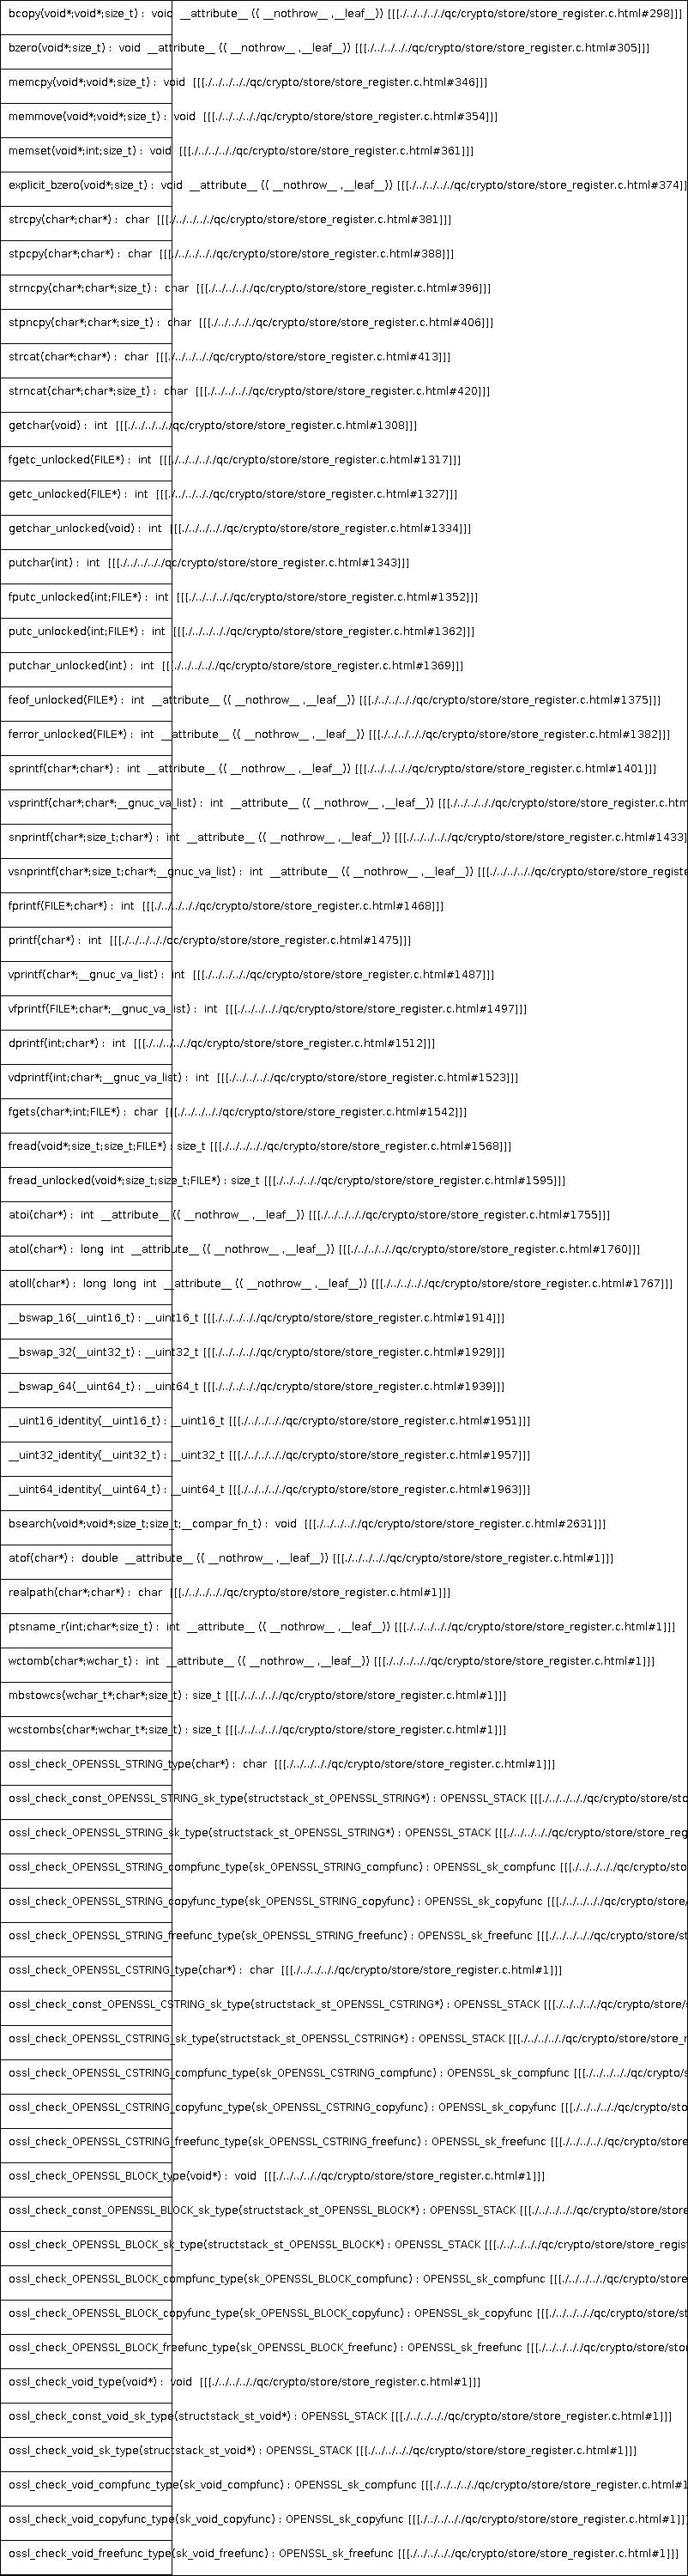 bcopy(void*;void*;size_t) : void __attribute__ (( __nothrow__ ,__leaf__)) [[[./../../../../qc/crypto/store/store_register.c.html#298]]]
bzero(void*;size_t) : void __attribute__ (( __nothrow__ ,__leaf__)) [[[./../../../../qc/crypto/store/store_register.c.html#305]]]
memcpy(void*;void*;size_t) : void [[[./../../../../qc/crypto/store/store_register.c.html#346]]]
memmove(void*;void*;size_t) : void [[[./../../../../qc/crypto/store/store_register.c.html#354]]]
memset(void*;int;size_t) : void [[[./../../../../qc/crypto/store/store_register.c.html#361]]]
explicit_bzero(void*;size_t) : void __attribute__ (( __nothrow__ ,__leaf__)) [[[./../../../../qc/crypto/store/store_register.c.html#374]]
strcpy(char*;char*) : char [[[./../../../../qc/crypto/store/store_register.c.html#381]]]
stpcpy(char*;char*) : char [[[./../../../../qc/crypto/store/store_register.c.html#388]]]
strncpy(char*;char*;size_t) : char [[[./../../../../qc/crypto/store/store_register.c.html#396]]]
stpncpy(char*;char*;size_t) : char [[[./../../../../qc/crypto/store/store_register.c.html#406]]]
strcat(char*;char*) : char [[[./../../../../qc/crypto/store/store_register.c.html#413]]]
strncat(char*;char*;size_t) : char [[[./../../../../qc/crypto/store/store_register.c.html#420]]]
getchar(void) : int [[[./../../../../qc/crypto/store/store_register.c.html#1308]]]
fgetc_unlocked(FILE*) : int [[[./../../../../qc/crypto/store/store_register.c.html#1317]]]
getc_unlocked(FILE*) : int [[[./../../../../qc/crypto/store/store_register.c.html#1327]]]
getchar_unlocked(void) : int [[[./../../../../qc/crypto/store/store_register.c.html#1334]]]
putchar(int) : int [[[./../../../../qc/crypto/store/store_register.c.html#1343]]]
fputc_unlocked(int;FILE*) : int [[[./../../../../qc/crypto/store/store_register.c.html#1352]]]
putc_unlocked(int;FILE*) : int [[[./../../../../qc/crypto/store/store_register.c.html#1362]]]
putchar_unlocked(int) : int [[[./../../../../qc/crypto/store/store_register.c.html#1369]]]
feof_unlocked(FILE*) : int __attribute__ (( __nothrow__ ,__leaf__)) [[[./../../../../qc/crypto/store/store_register.c.html#1375]]]
ferror_unlocked(FILE*) : int __attribute__ (( __nothrow__ ,__leaf__)) [[[./../../../../qc/crypto/store/store_register.c.html#1382]]]
sprintf(char*;char*) : int __attribute__ (( __nothrow__ ,__leaf__)) [[[./../../../../qc/crypto/store/store_register.c.html#1401]]]
vsprintf(char*;char*;__gnuc_va_list) : int __attribute__ (( __nothrow__ ,__leaf__)) [[[./../../../../qc/crypto/store/store_register.c.htm
snprintf(char*;size_t;char*) : int __attribute__ (( __nothrow__ ,__leaf__)) [[[./../../../../qc/crypto/store/store_register.c.html#1433]
vsnprintf(char*;size_t;char*;__gnuc_va_list) : int __attribute__ (( __nothrow__ ,__leaf__)) [[[./../../../../qc/crypto/store/store_registe
fprintf(FILE*;char*) : int [[[./../../../../qc/crypto/store/store_register.c.html#1468]]]
printf(char*) : int [[[./../../../../qc/crypto/store/store_register.c.html#1475]]]
vprintf(char*;__gnuc_va_list) : int [[[./../../../../qc/crypto/store/store_register.c.html#1487]]]
vfprintf(FILE*;char*;__gnuc_va_list) : int [[[./../../../../qc/crypto/store/store_register.c.html#1497]]]
dprintf(int;char*) : int [[[./../../../../qc/crypto/store/store_register.c.html#1512]]]
vdprintf(int;char*;__gnuc_va_list) : int [[[./../../../../qc/crypto/store/store_register.c.html#1523]]]
fgets(char*;int;FILE*) : char [[[./../../../../qc/crypto/store/store_register.c.html#1542]]]
fread(void*;size_t;size_t;FILE*) : size_t [[[./../../../../qc/crypto/store/store_register.c.html#1568]]]
fread_unlocked(void*;size_t;size_t;FILE*) : size_t [[[./../../../../qc/crypto/store/store_register.c.html#1595]]]
atoi(char*) : int __attribute__ (( __nothrow__ ,__leaf__)) [[[./../../../../qc/crypto/store/store_register.c.html#1755]]]
atol(char*) : long int __attribute__ (( __nothrow__ ,__leaf__)) [[[./../../../../qc/crypto/store/store_register.c.html#1760]]]
atoll(char*) : long long int __attribute__ (( __nothrow__ ,__leaf__)) [[[./../../../../qc/crypto/store/store_register.c.html#1767]]]
__bswap_16(__uint16_t) : __uint16_t [[[./../../../../qc/crypto/store/store_register.c.html#1914]]]
__bswap_32(__uint32_t) : __uint32_t [[[./../../../../qc/crypto/store/store_register.c.html#1929]]]
__bswap_64(__uint64_t) : __uint64_t [[[./../../../../qc/crypto/store/store_register.c.html#1939]]]
__uint16_identity(__uint16_t) : __uint16_t [[[./../../../../qc/crypto/store/store_register.c.html#1951]]]
__uint32_identity(__uint32_t) : __uint32_t [[[./../../../../qc/crypto/store/store_register.c.html#1957]]]
__uint64_identity(__uint64_t) : __uint64_t [[[./../../../../qc/crypto/store/store_register.c.html#1963]]]
bsearch(void*;void*;size_t;size_t;__compar_fn_t) : void [[[./../../../../qc/crypto/store/store_register.c.html#2631]]]
atof(char*) : double __attribute__ (( __nothrow__ ,__leaf__)) [[[./../../../../qc/crypto/store/store_register.c.html#1]]]
realpath(char*;char*) : char [[[./../../../../qc/crypto/store/store_register.c.html#1]]]
ptsname_r(int;char*;size_t) : int __attribute__ (( __nothrow__ ,__leaf__)) [[[./../../../../qc/crypto/store/store_register.c.html#1]]]
wctomb(char*;wchar_t) : int __attribute__ (( __nothrow__ ,__leaf__)) [[[./../../../../qc/crypto/store/store_register.c.html#1]]]
mbstowcs(wchar_t*;char*;size_t) : size_t [[[./../../../../qc/crypto/store/store_register.c.html#1]]]
wcstombs(char*;wchar_t*;size_t) : size_t [[[./../../../../qc/crypto/store/store_register.c.html#1]]]
ossl_check_OPENSSL_STRING_type(char*) : char [[[./../../../../qc/crypto/store/store_register.c.html#1]]]
ossl_check_const_OPENSSL_STRING_sk_type(structstack_st_OPENSSL_STRING*) : OPENSSL_STACK [[[./../../../../qc/crypto/store/sto
ossl_check_OPENSSL_STRING_sk_type(structstack_st_OPENSSL_STRING*) : OPENSSL_STACK [[[./../../../../qc/crypto/store/store_reg
ossl_check_OPENSSL_STRING_compfunc_type(sk_OPENSSL_STRING_compfunc) : OPENSSL_sk_compfunc [[[./../../../../qc/crypto/sto
ossl_check_OPENSSL_STRING_copyfunc_type(sk_OPENSSL_STRING_copyfunc) : OPENSSL_sk_copyfunc [[[./../../../../qc/crypto/store/
ossl_check_OPENSSL_STRING_freefunc_type(sk_OPENSSL_STRING_freefunc) : OPENSSL_sk_freefunc [[[./../../../../qc/crypto/store/st
ossl_check_OPENSSL_CSTRING_type(char*) : char [[[./../../../../qc/crypto/store/store_register.c.html#1]]]
ossl_check_const_OPENSSL_CSTRING_sk_type(structstack_st_OPENSSL_CSTRING*) : OPENSSL_STACK [[[./../../../../qc/crypto/store/s
ossl_check_OPENSSL_CSTRING_sk_type(structstack_st_OPENSSL_CSTRING*) : OPENSSL_STACK [[[./../../../../qc/crypto/store/store_r
ossl_check_OPENSSL_CSTRING_compfunc_type(sk_OPENSSL_CSTRING_compfunc) : OPENSSL_sk_compfunc [[[./../../../../qc/crypto/s
ossl_check_OPENSSL_CSTRING_copyfunc_type(sk_OPENSSL_CSTRING_copyfunc) : OPENSSL_sk_copyfunc [[[./../../../../qc/crypto/sto
ossl_check_OPENSSL_CSTRING_freefunc_type(sk_OPENSSL_CSTRING_freefunc) : OPENSSL_sk_freefunc [[[./../../../../qc/crypto/store
ossl_check_OPENSSL_BLOCK_type(void*) : void [[[./../../../../qc/crypto/store/store_register.c.html#1]]]
ossl_check_const_OPENSSL_BLOCK_sk_type(structstack_st_OPENSSL_BLOCK*) : OPENSSL_STACK [[[./../../../../qc/crypto/store/store
ossl_check_OPENSSL_BLOCK_sk_type(structstack_st_OPENSSL_BLOCK*) : OPENSSL_STACK [[[./../../../../qc/crypto/store/store_regist
ossl_check_OPENSSL_BLOCK_compfunc_type(sk_OPENSSL_BLOCK_compfunc) : OPENSSL_sk_compfunc [[[./../../../../qc/crypto/store
ossl_check_OPENSSL_BLOCK_copyfunc_type(sk_OPENSSL_BLOCK_copyfunc) : OPENSSL_sk_copyfunc [[[./../../../../qc/crypto/store/st
ossl_check_OPENSSL_BLOCK_freefunc_type(sk_OPENSSL_BLOCK_freefunc) : OPENSSL_sk_freefunc [[[./../../../../qc/crypto/store/stor
ossl_check_void_type(void*) : void [[[./../../../../qc/crypto/store/store_register.c.html#1]]]
ossl_check_const_void_sk_type(structstack_st_void*) : OPENSSL_STACK [[[./../../../../qc/crypto/store/store_register.c.html#1]]]
ossl_check_void_sk_type(structstack_st_void*) : OPENSSL_STACK [[[./../../../../qc/crypto/store/store_register.c.html#1]]]
ossl_check_void_compfunc_type(sk_void_compfunc) : OPENSSL_sk_compfunc [[[./../../../../qc/crypto/store/store_register.c.html#1
ossl_check_void_copyfunc_type(sk_void_copyfunc) : OPENSSL_sk_copyfunc [[[./../../../../qc/crypto/store/store_register.c.html#1]]]
ossl_check_void_freefunc_type(sk_void_freefunc) : OPENSSL_sk_freefunc [[[./../../../../qc/crypto/store/store_register.c.html#1]]]